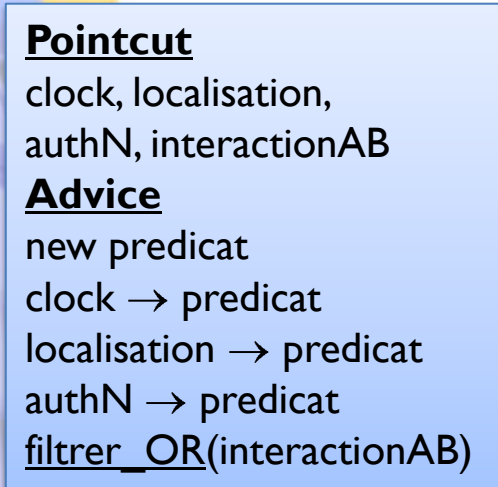 Pointcut
clock, localisation,
authN, interactionAB
Advice
new predicat
clock → predicat
localisation → predicat
authN → predicat
filtrer_OR(interactionAB)